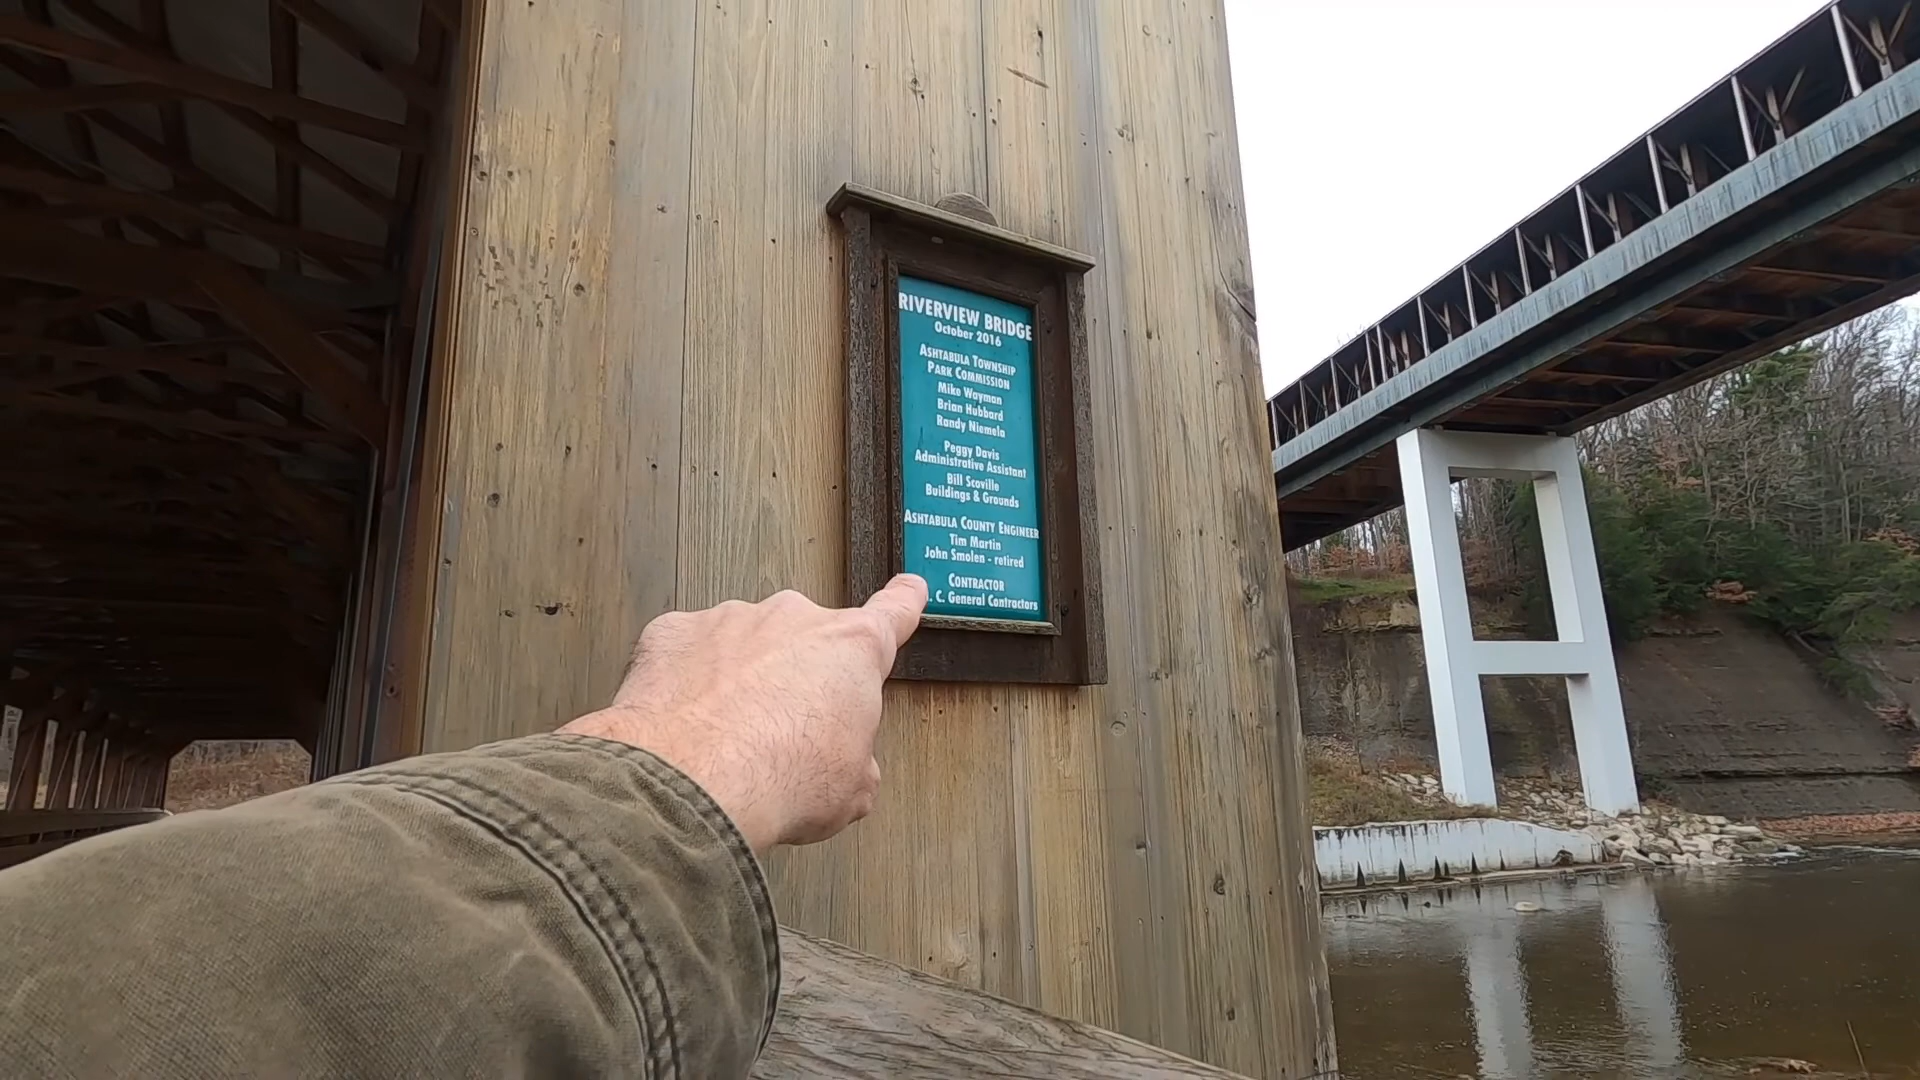 RIVERVIEW BRIDGE
October 2016
ASHTABULA TOWNSHIP
PARK COMMISSION
Mike Wayman
Brian Hubbard
Randy Niemela
Peggy Davis
Administrative Assistant
Bill Scoville
Buildings & Grounds
ASHTABULA COUNTY ENGINEER
Tim Martin
John Smolen - retired
CONTRACTOR
. C. General Contractors